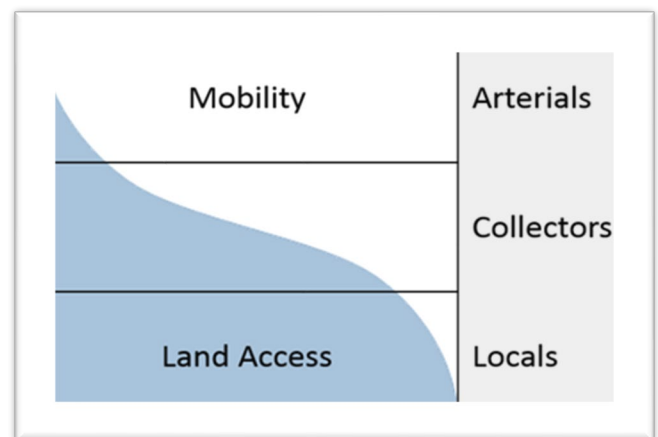 Mobility
Arterials
Collectors
Land Access
Locals